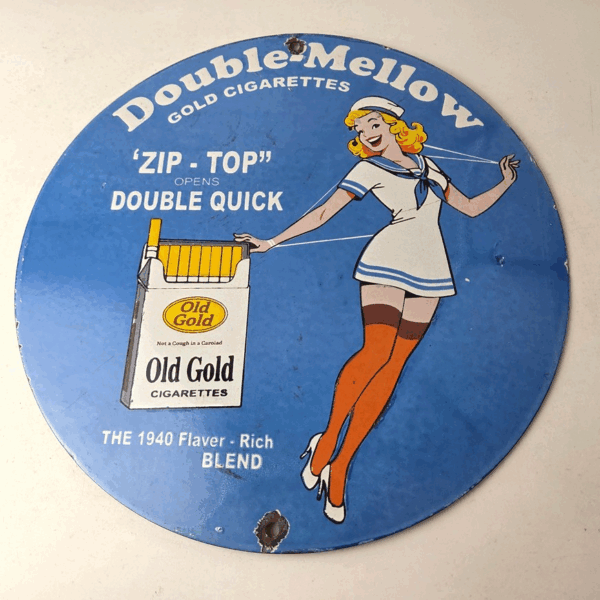 Double-Mellow
GOLD CIGARETTES
‘ZIP - TOP”
OPENS
DOUBLE QUICK
Old
Gold
Not a Cough in a Carload
Old Gold
CIGARETTES
THE 1940 Flaver - Rich
BLEND